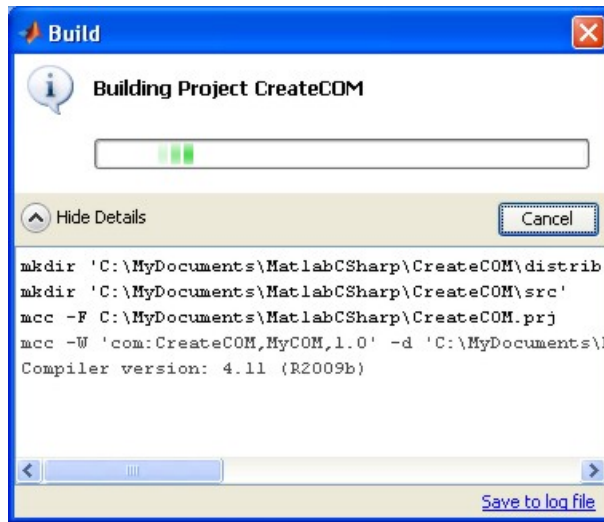 Build
Building Project CreateCOM
Hide Details
Cancel
mkdir 'C:\MyDocuments\MatlabCSharp\CreateCOM\distrib
mkdir 'C:\MyDocuments\MatlabCSharp\CreateCOM\src'
mcc -F C:\MyDocuments\MatlabCSharp\CreateCOM.prj
mcc -W 'com:CreateCOM,MyCOM,1.0' -d 'C:\MyDocuments\
Compiler version: 4.11 (R2009b)
Save to log file